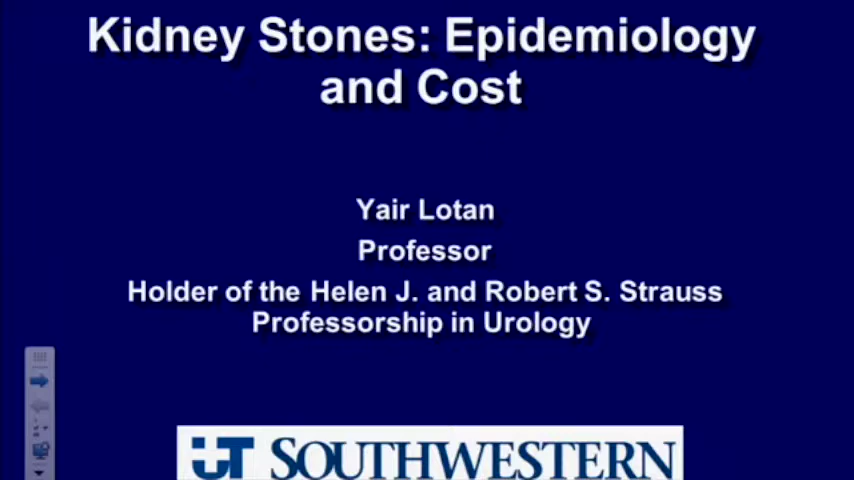 Kidney Stones: Epidemiology
and Cost
Yair Lotan
Professor
Holder of the Helen J. and Robert S. Strauss
Professorship in Urology
UT SOUTHWESTERN